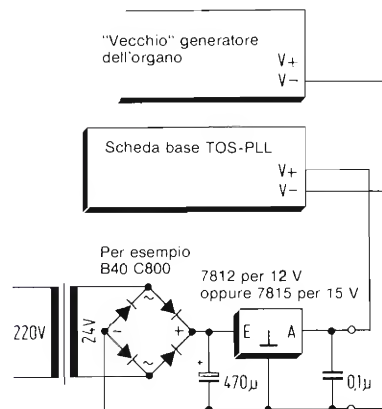 "Vecchio" generatore
dell'organo
V+
V−
Scheda base TOS-PLL
V+
V−
Per esempio
B40 C800
7812 per 12 V
oppure 7815 per 15 V
220V
24V
~
−
+
~
+
470µ
E
A
0,1µ